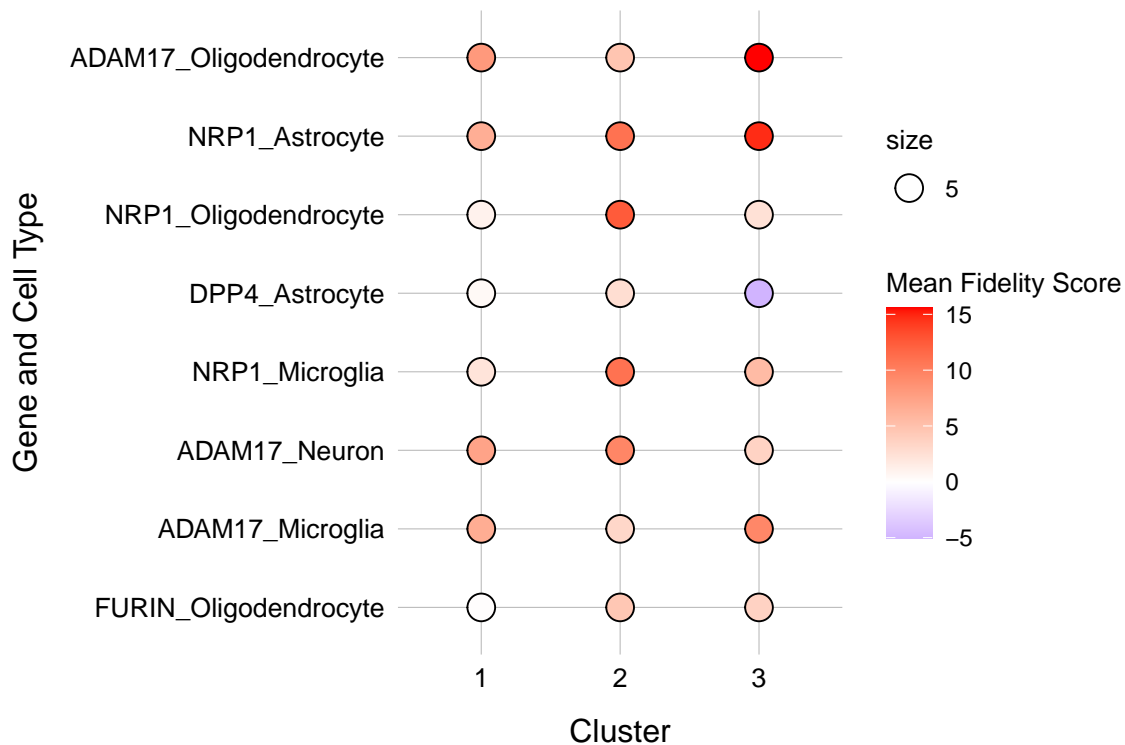 Gene and Cell Type
ADAM17_Oligodendrocyte
NRP1_Astrocyte
NRP1_Oligodendrocyte
DPP4_Astrocyte
NRP1_Microglia
ADAM17_Neuron
ADAM17_Microglia
FURIN_Oligodendrocyte
1 2 3
Cluster
size
5
Mean Fidelity Score
15
10
5
0
−5